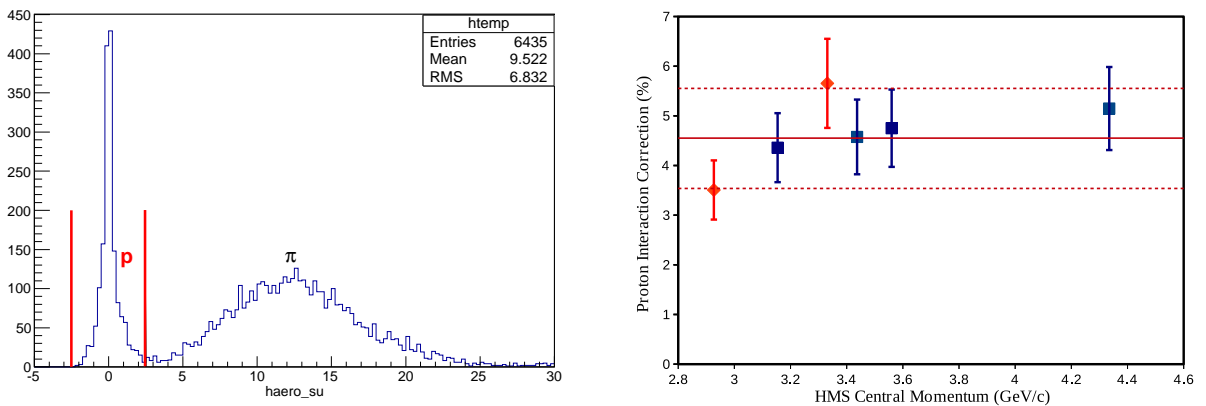 htemp
Entries 6435
Mean 9.522
RMS 6.832
450
400
350
300
250
200
150
100
50
0
p
π
-5 0 5 10 15 20 25 30
haero_su
7
6
5
4
3
2
1
0
Proton Interaction Correction (%)
2.8 3 3.2 3.4 3.6 3.8 4 4.2 4.4 4.6
HMS Central Momentum (GeV/c)